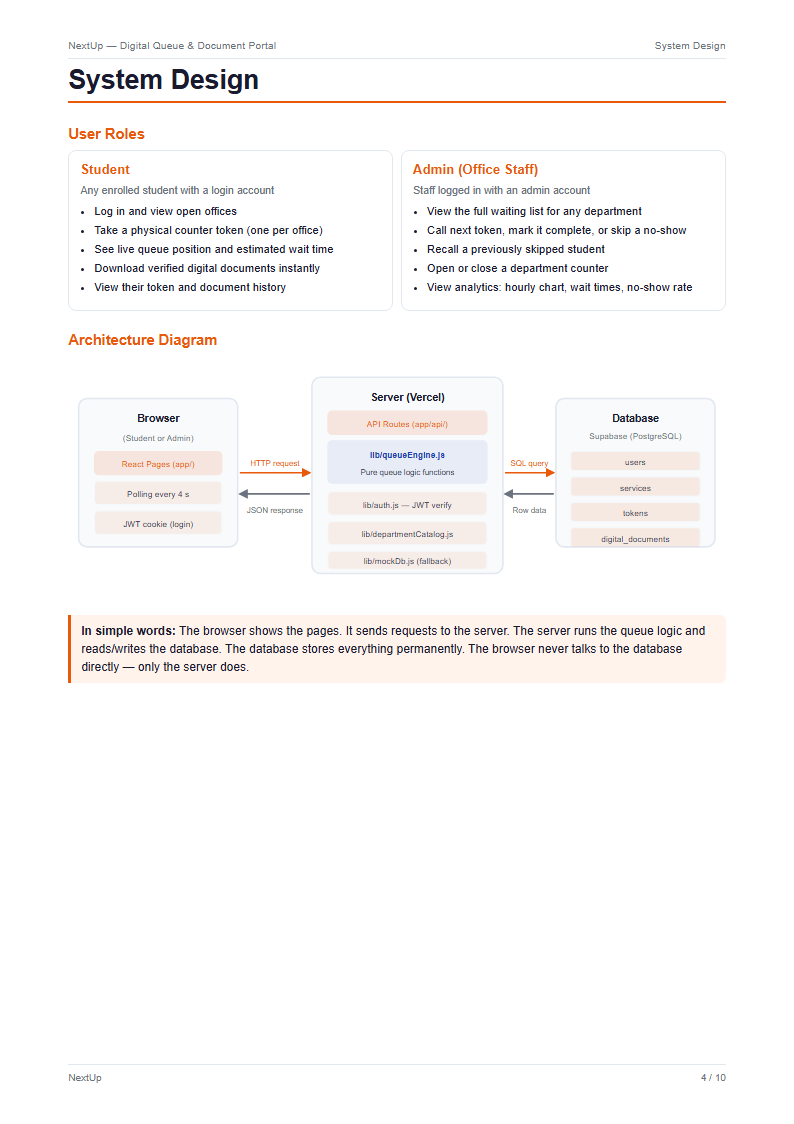 NextUp — Digital Queue & Document Portal
System Design
System Design
User Roles
Student
Any enrolled student with a login account
• Log in and view open offices
• Take a physical counter token (one per office)
• See live queue position and estimated wait time
• Download verified digital documents instantly
• View their token and document history
Admin (Office Staff)
Staff logged in with an admin account
• View the full waiting list for any department
• Call next token, mark it complete, or skip a no-show
• Recall a previously skipped student
• Open or close a department counter
• View analytics: hourly chart, wait times, no-show rate
Architecture Diagram
Browser
(Student or Admin)
React Pages (app/)
Polling every 4 s
JWT cookie (login)
HTTP request
JSON response
Server (Vercel)
API Routes (app/api/)
lib/queueEngine.js
Pure queue logic functions
lib/auth.js — JWT verify
lib/departmentCatalog.js
lib/mockDb.js (fallback)
SQL query
Row data
Database
Supabase (PostgreSQL)
users
services
tokens
digital_documents
In simple words: The browser shows the pages. It sends requests to the server. The server runs the queue logic and
reads/writes the database. The database stores everything permanently. The browser never talks to the database
directly — only the server does.
NextUp
4 / 10